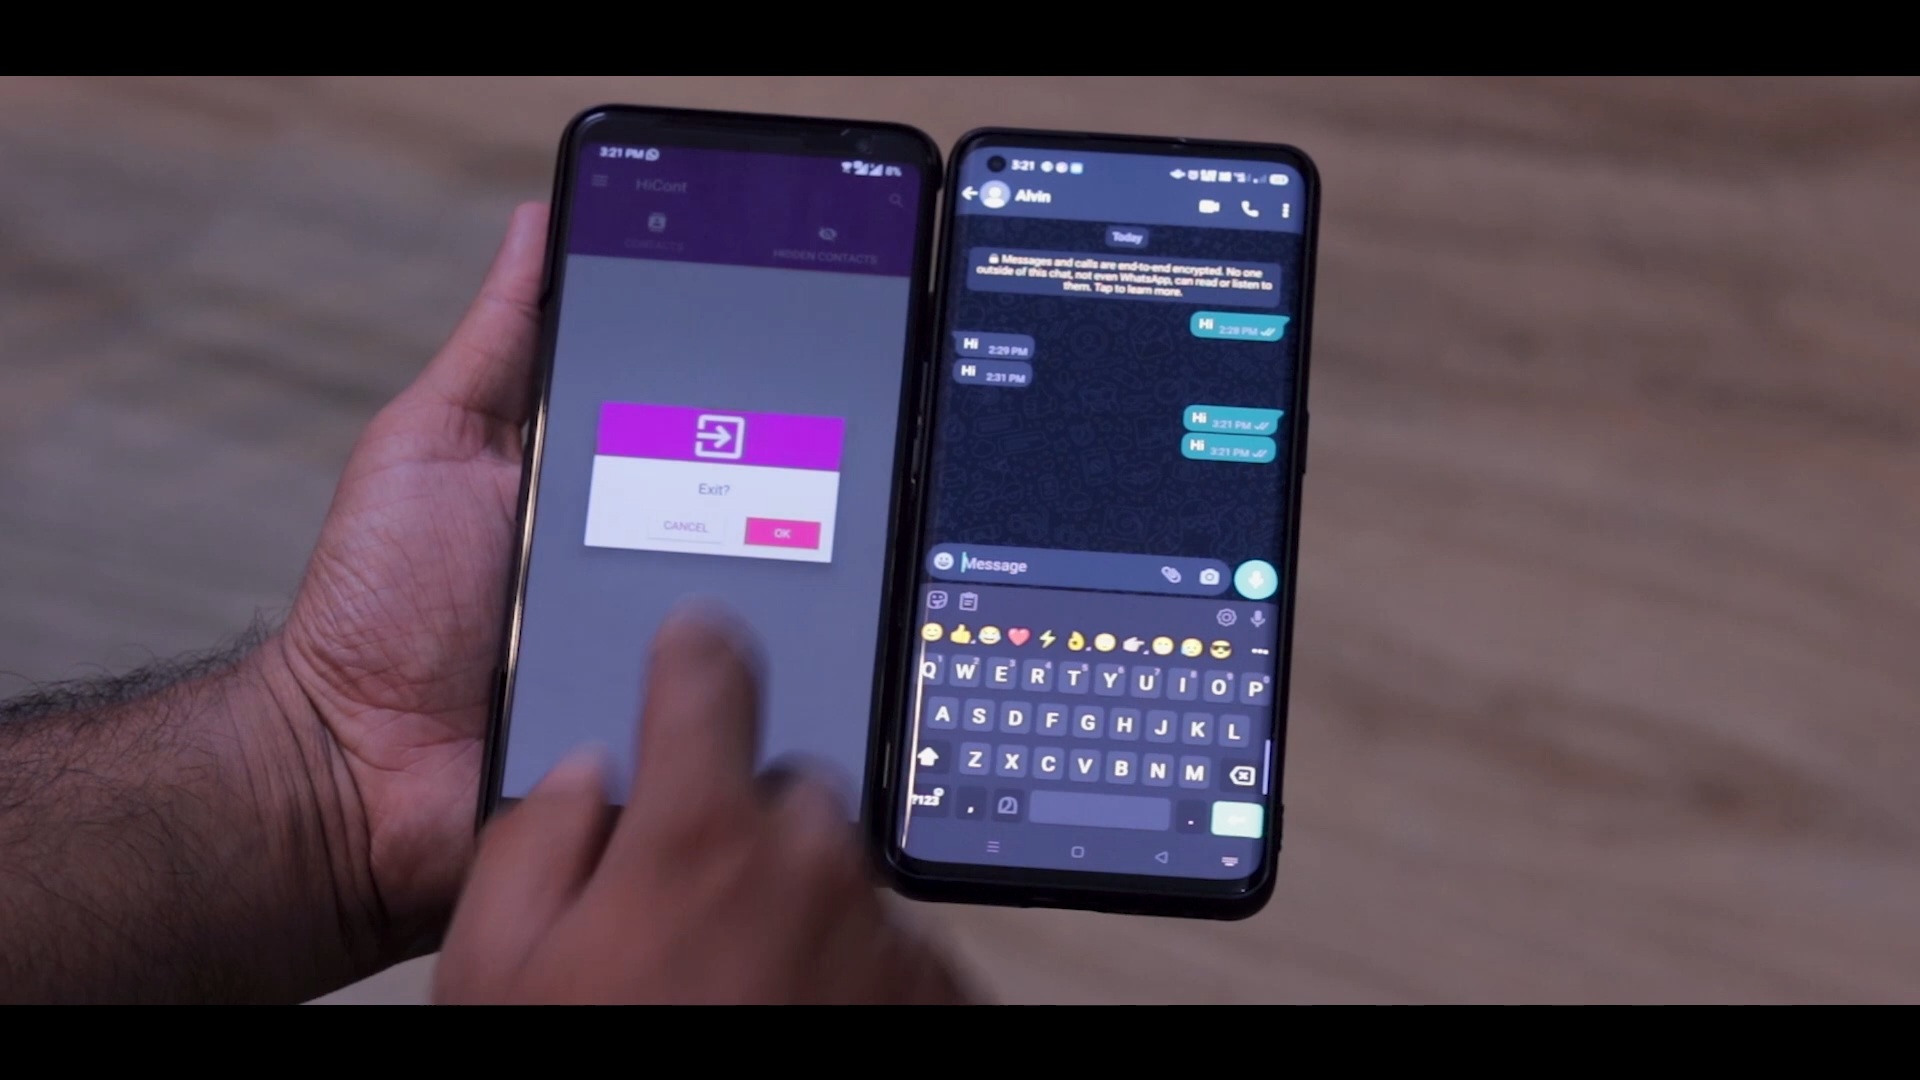 3:21 PM
8%
HiCont
CONTACTS
HIDDEN CONTACTS
Exit?
CANCEL
OK
3:21
Alvin
Today
Messages and calls are end-to-end encrypted. No one
outside of this chat, not even WhatsApp, can read or listen to
them. Tap to learn more.
Hi 2:28 PM
Hi 2:29 PM
Hi 2:31 PM
Hi 3:21 PM
Hi 3:21 PM
Message
Q W E R T Y U I O P
A S D F G H J K L
Z X C V B N M
?123 , .